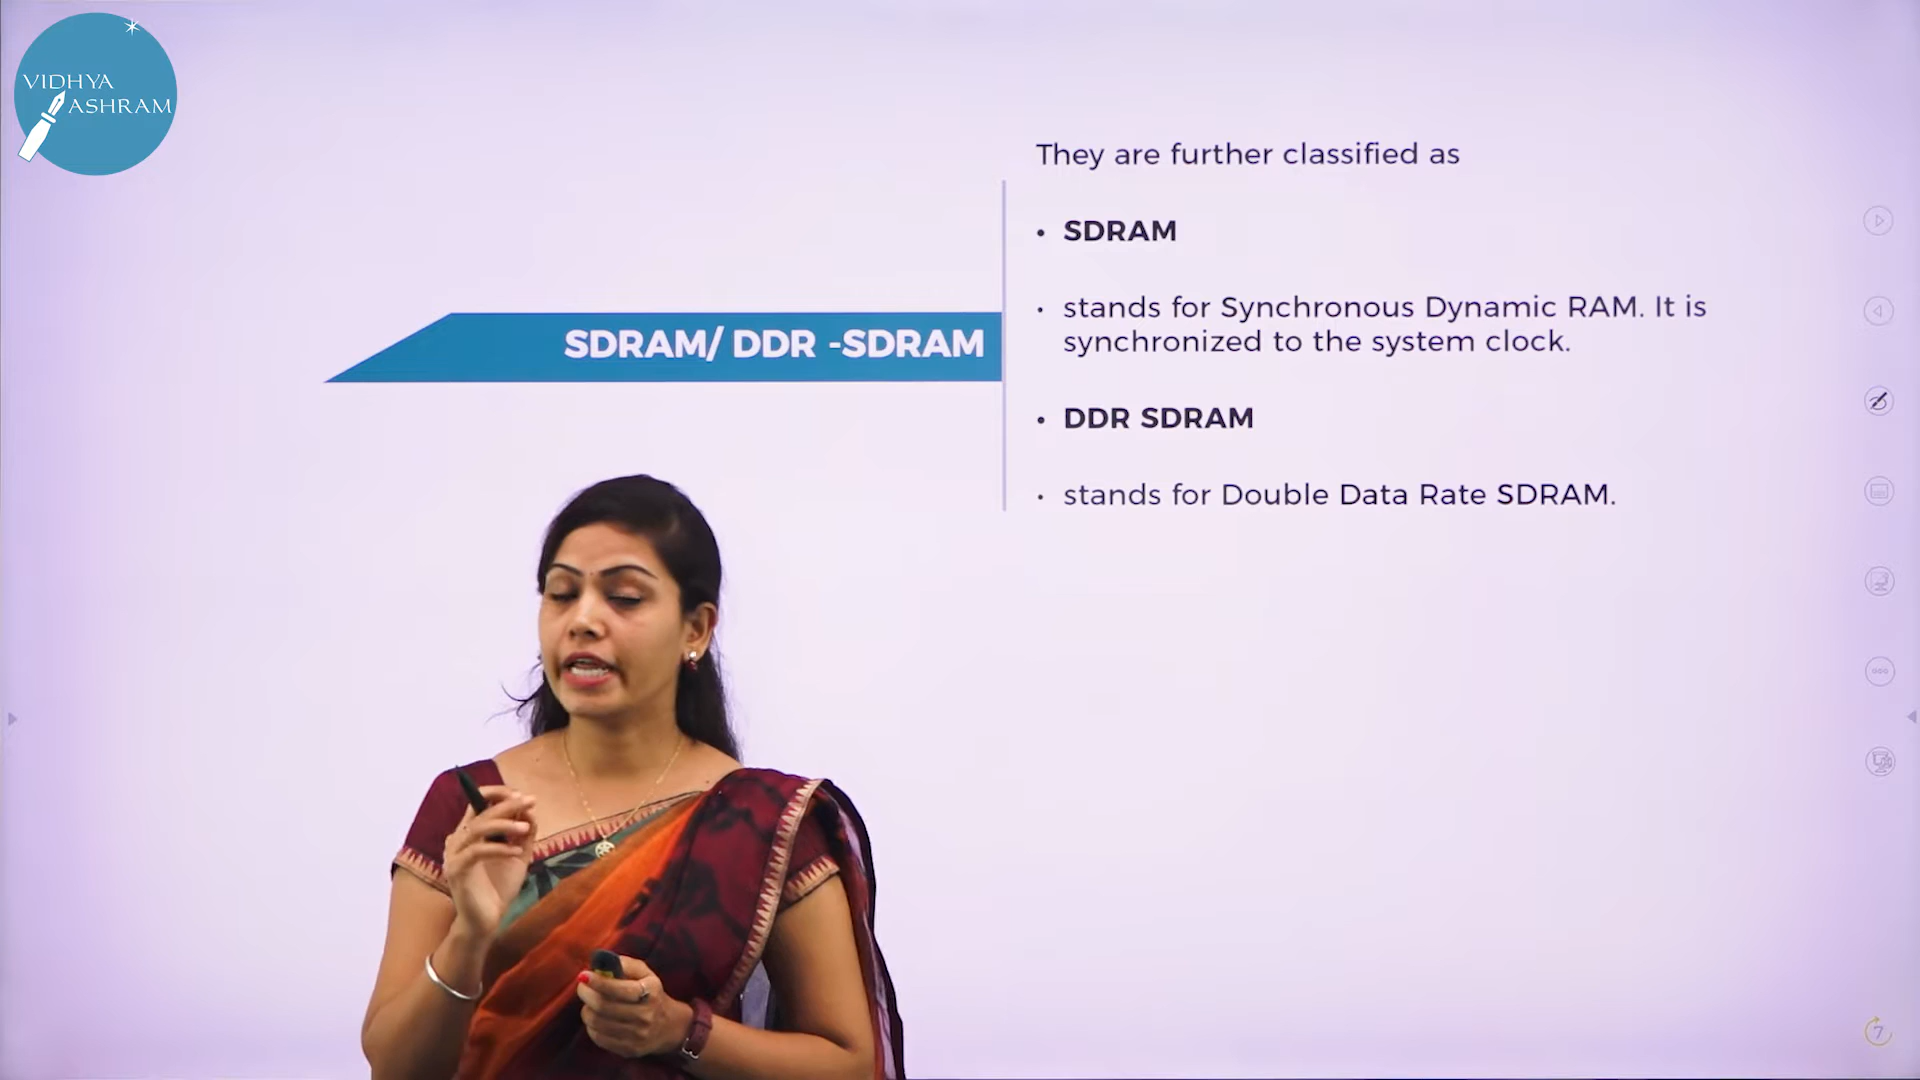 VIDHYA
ASHRAM
They are further classified as
• SDRAM
• stands for Synchronous Dynamic RAM. It is
synchronized to the system clock.
SDRAM/ DDR -SDRAM
• DDR SDRAM
• stands for Double Data Rate SDRAM.
7